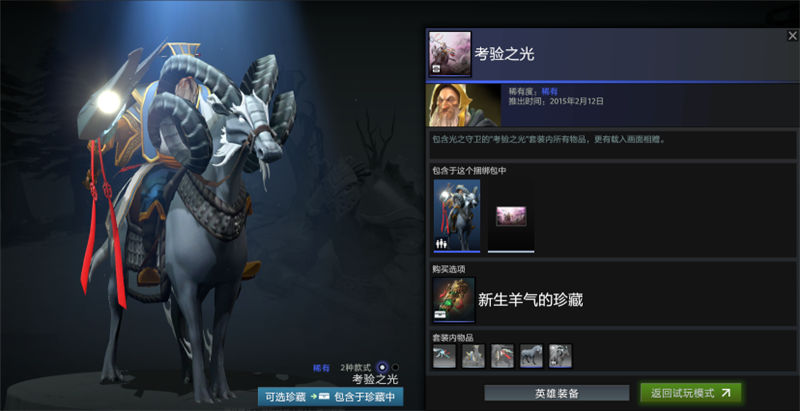 考验之光
稀有度：稀有
推出时间：2015年2月12日
包含光之守卫的“考验之光”套装内所有物品，更有载入画面相赠。
包含于这个捆绑包中
购买选项
新生羊气的珍藏
套装内物品
稀有 2种款式
考验之光
可选珍藏 包含于珍藏中
英雄装备
返回试玩模式